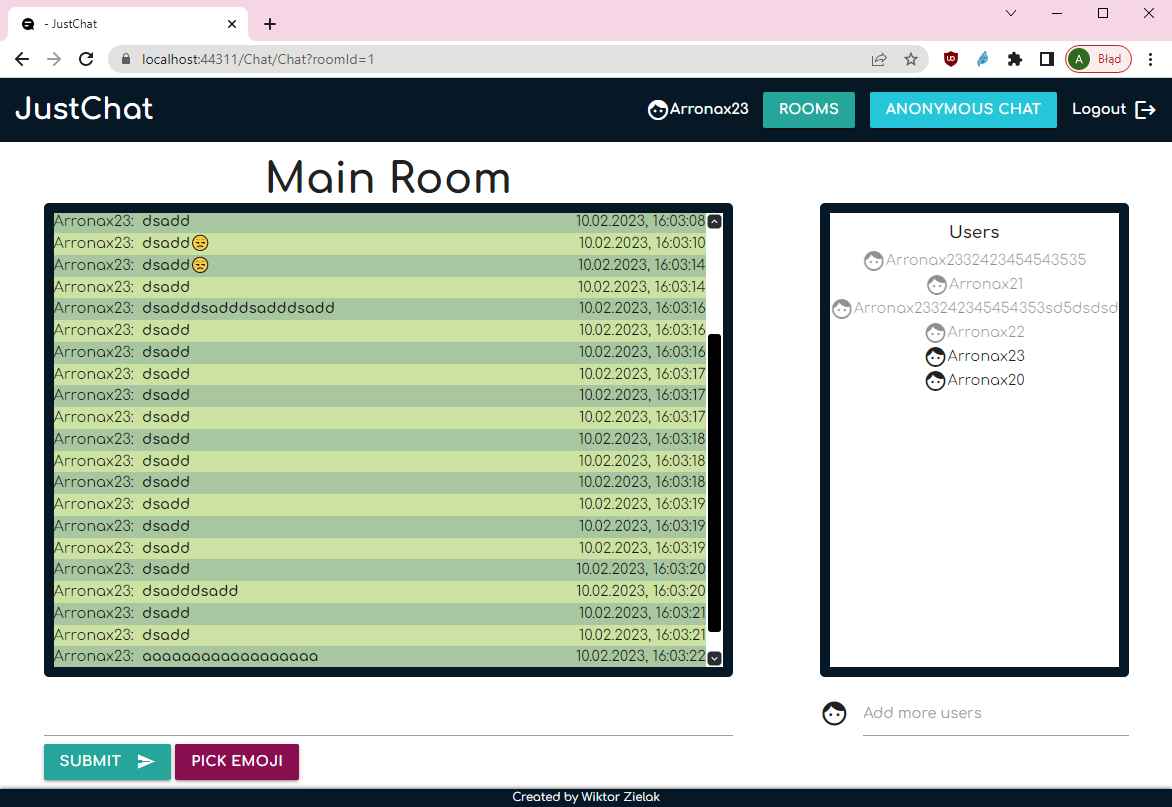 - JustChat
localhost:44311/Chat/Chat?roomId=1
A Błąd
JustChat
Arronax23
ROOMS
ANONYMOUS CHAT
Logout
Main Room
Arronax23: dsadd 10.02.2023, 16:03:08
Arronax23: dsadd😒 10.02.2023, 16:03:10
Arronax23: dsadd😒 10.02.2023, 16:03:14
Arronax23: dsadd 10.02.2023, 16:03:14
Arronax23: dsadddsadddsadddsadd 10.02.2023, 16:03:16
Arronax23: dsadd 10.02.2023, 16:03:16
Arronax23: dsadd 10.02.2023, 16:03:16
Arronax23: dsadd 10.02.2023, 16:03:17
Arronax23: dsadd 10.02.2023, 16:03:17
Arronax23: dsadd 10.02.2023, 16:03:17
Arronax23: dsadd 10.02.2023, 16:03:18
Arronax23: dsadd 10.02.2023, 16:03:18
Arronax23: dsadd 10.02.2023, 16:03:18
Arronax23: dsadd 10.02.2023, 16:03:19
Arronax23: dsadd 10.02.2023, 16:03:19
Arronax23: dsadd 10.02.2023, 16:03:19
Arronax23: dsadd 10.02.2023, 16:03:20
Arronax23: dsadddsadd 10.02.2023, 16:03:20
Arronax23: dsadd 10.02.2023, 16:03:21
Arronax23: dsadd 10.02.2023, 16:03:21
Arronax23: aaaaaaaaaaaaaaaaaa 10.02.2023, 16:03:22
Users
Arronax2332423454543535
Arronax21
Arronax233242345454353sd5dsdsd
Arronax22
Arronax23
Arronax20
Add more users
SUBMIT
PICK EMOJI
Created by Wiktor Zielak